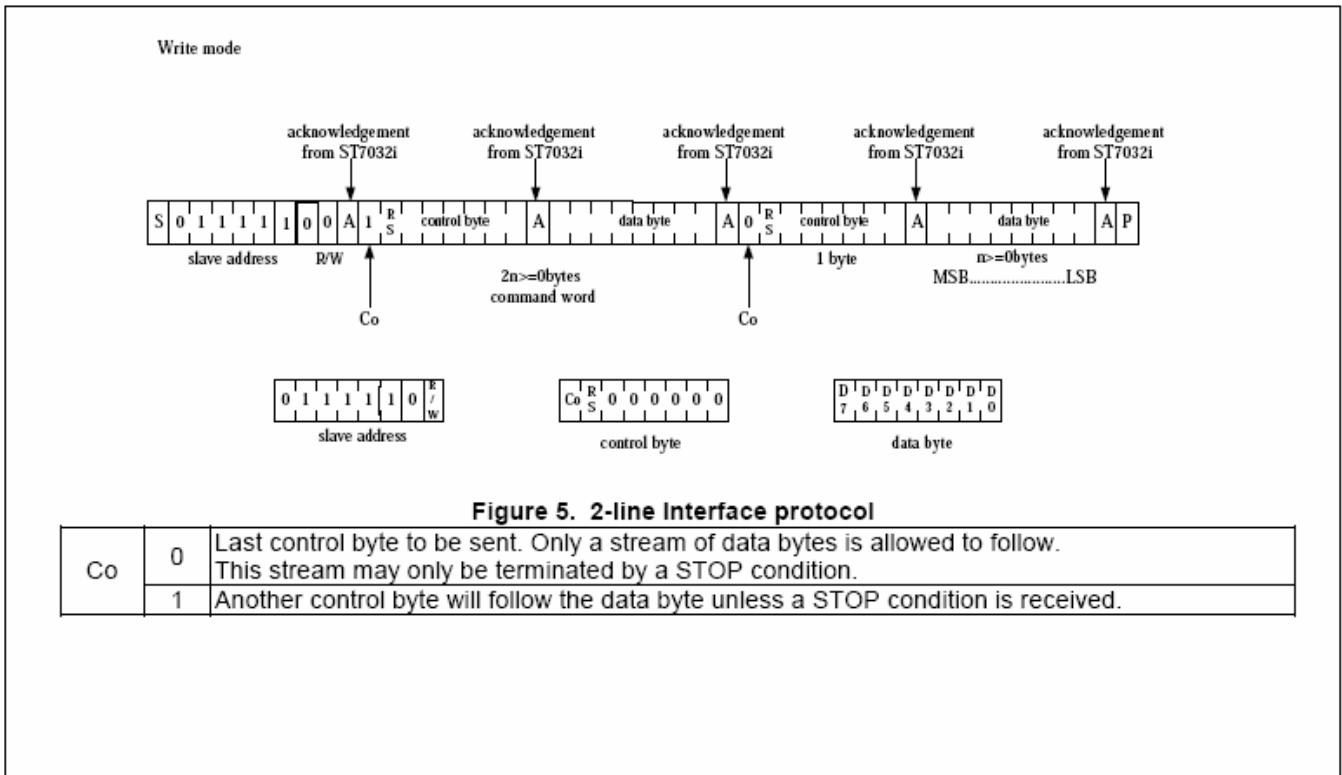 Write mode
acknowledgement acknowledgement acknowledgement acknowledgement acknowledgement
from ST7032i from ST7032i from ST7032i from ST7032i from ST7032i
S 0 1 1 1 1 1 0 0 A 1 RS control byte A data byte A 0 RS control byte A data byte A P
slave address R/W 2n>=0bytes 1 byte n>=0bytes
command word MSB........................LSB
Co Co
0 1 1 1 1 1 0 R/W Co RS 0 0 0 0 0 0 D7 D6 D5 D4 D3 D2 D1 D0
slave address control byte data byte
Figure 5. 2-line Interface protocol
Co 0 Last control byte to be sent. Only a stream of data bytes is allowed to follow.
This stream may only be terminated by a STOP condition.
1 Another control byte will follow the data byte unless a STOP condition is received.